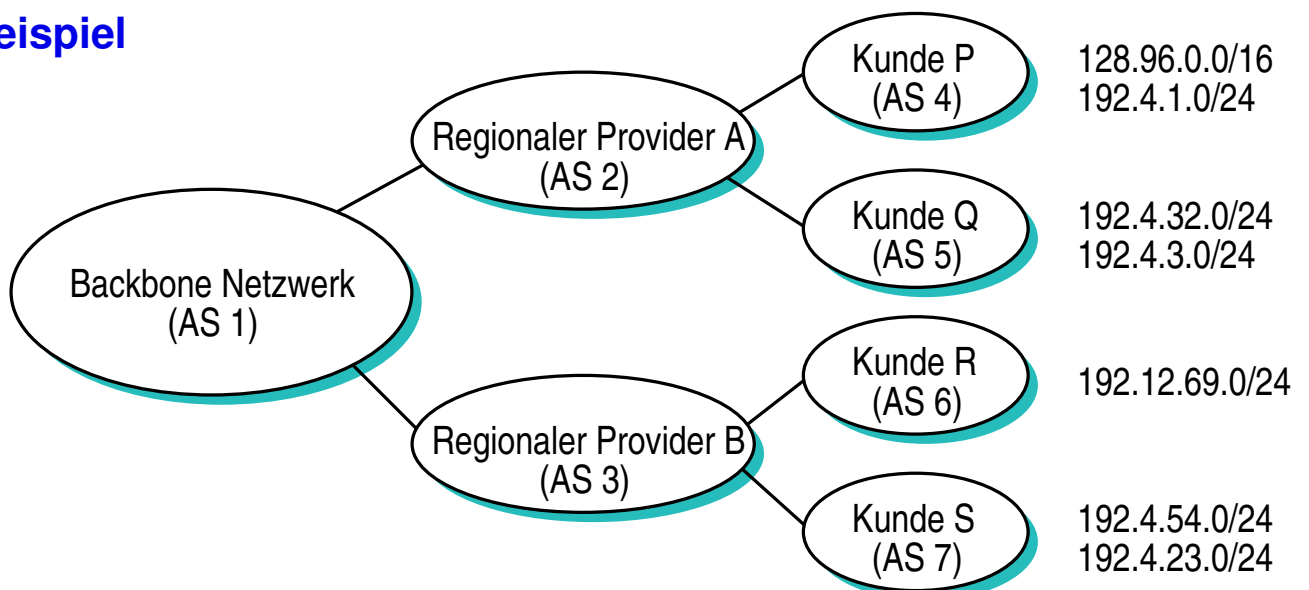 eispiel
Kunde P
(AS 4)
128.96.0.0/16
192.4.1.0/24
Regionaler Provider A
(AS 2)
Kunde Q
(AS 5)
192.4.32.0/24
192.4.3.0/24
Backbone Netzwerk
(AS 1)
Kunde R
(AS 6)
192.12.69.0/24
Regionaler Provider B
(AS 3)
Kunde S
(AS 7)
192.4.54.0/24
192.4.23.0/24